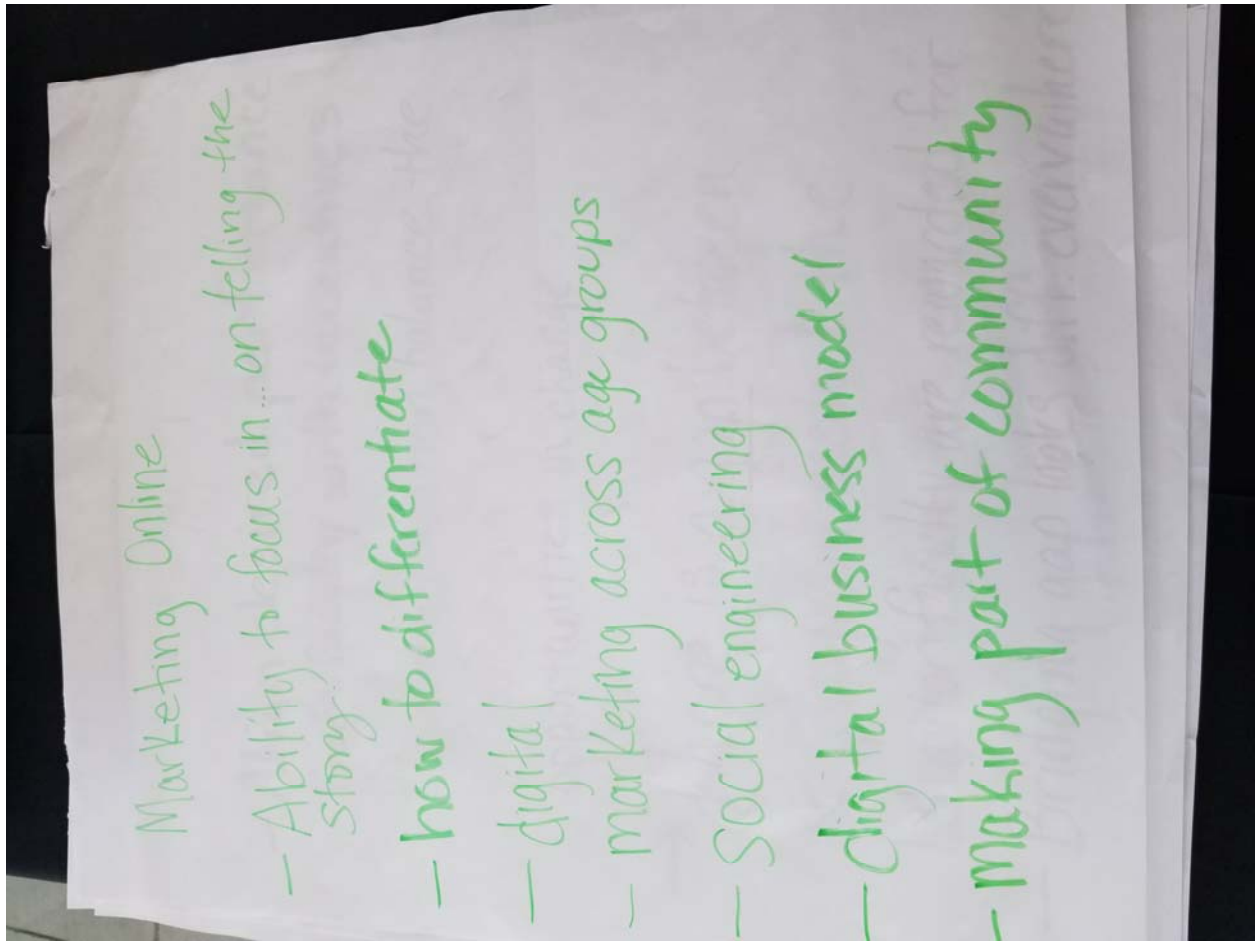 Marketing Online
- Ability to focus in... on telling the
story.
- how to differentiate
- digital
- marketing across age groups
- Social engineering
- digital business model
- making part of community